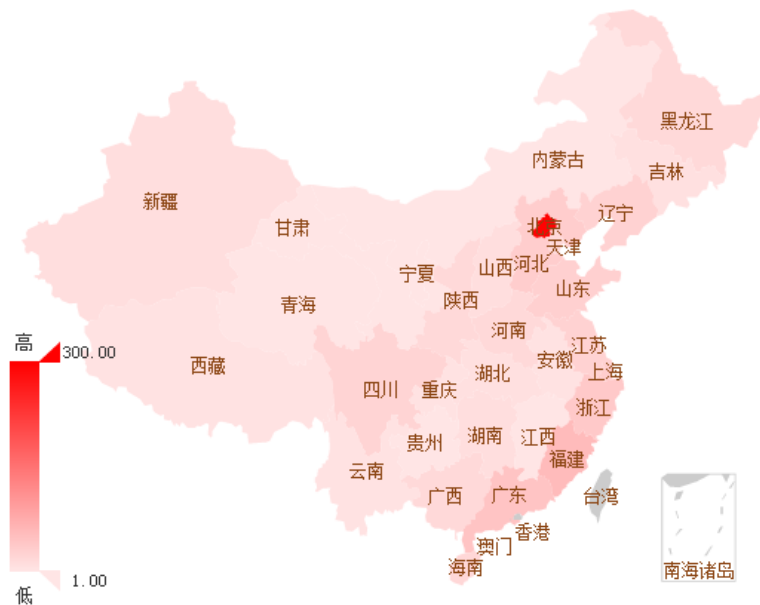 黑龙江
内蒙古
吉林
新疆
辽宁
甘肃
北京
天津
宁夏
山西
河北
山东
青海
陕西
河南
高
300.00
江苏
安徽
西藏
湖北
上海
四川
重庆
浙江
湖南
江西
贵州
福建
云南
广西
广东
台湾
香港
澳门
海南
南海诸岛
1.00
低